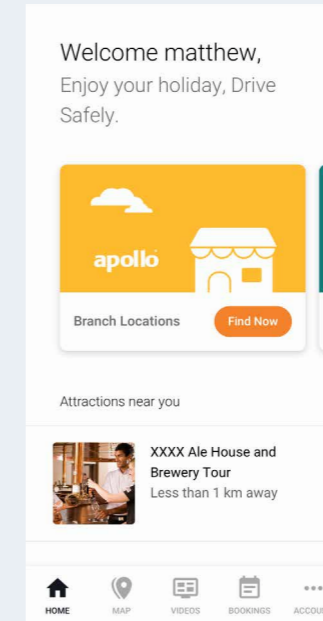 Welcome matthew,
Enjoy your holiday, Drive
Safely.
apollo
Branch Locations
Find Now
Attractions near you
XXXX Ale House and
Brewery Tour
Less than 1 km away
HOME
MAP
VIDEOS
BOOKINGS